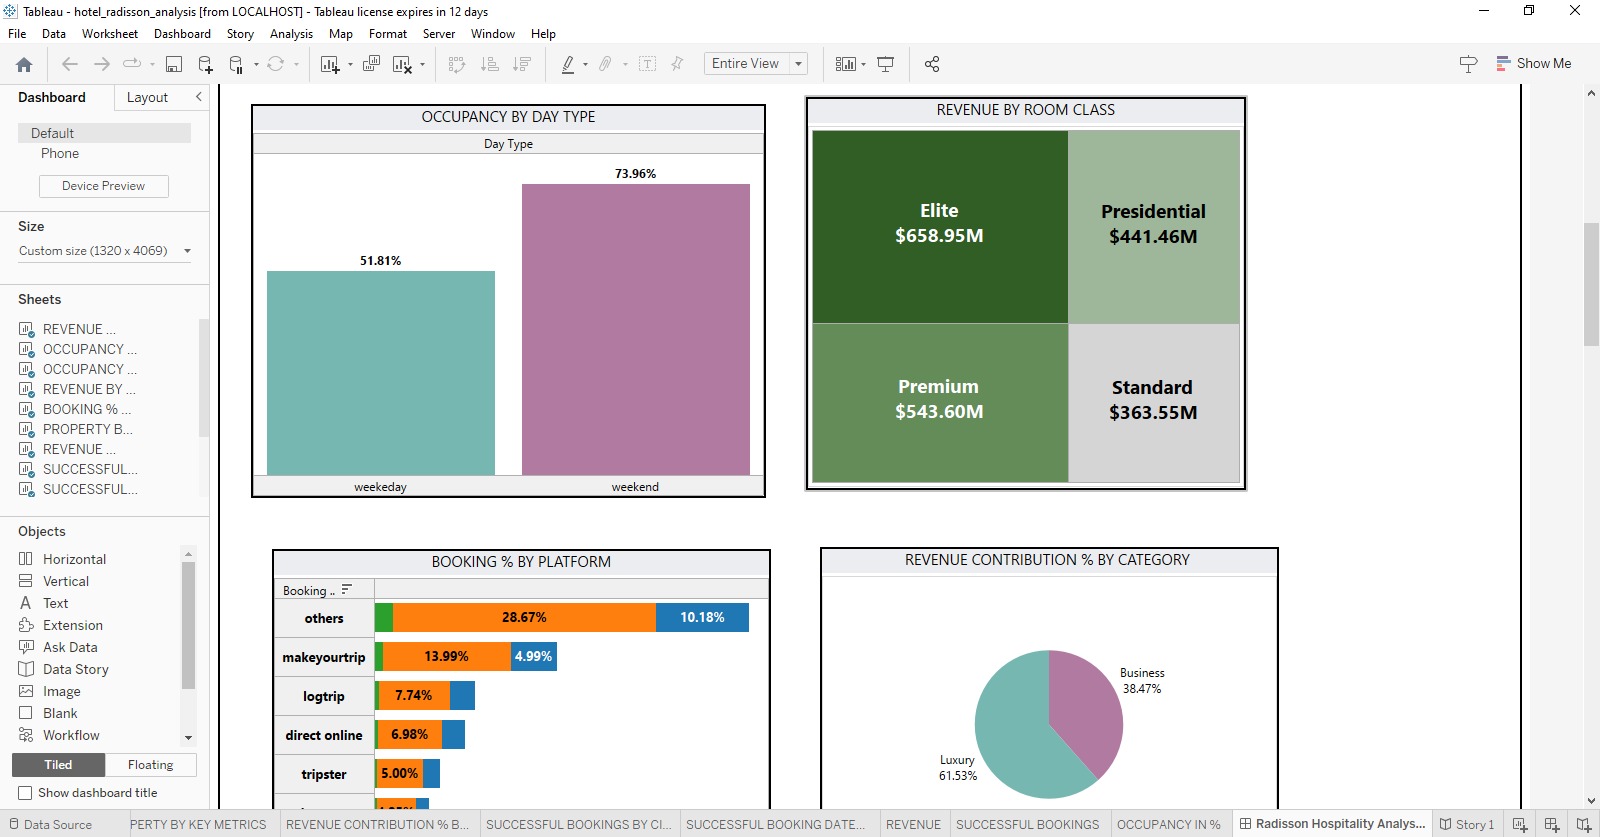 Tableau - hotel_radisson_analysis [from LOCALHOST] - Tableau license expires in 12 days
File Data Worksheet Dashboard Story Analysis Map Format Server Window Help
Entire View
Show Me
Dashboard Layout
Default
Phone
Device Preview
Size
Custom size (1320 x 4069)
Sheets
REVENUE ...
OCCUPANCY ...
OCCUPANCY ...
REVENUE BY ...
BOOKING % ...
PROPERTY B...
REVENUE ...
SUCCESSFUL...
SUCCESSFUL...
Objects
Horizontal
Vertical
Text
Extension
Ask Data
Data Story
Image
Blank
Workflow
Tiled Floating
Show dashboard title
OCCUPANCY BY DAY TYPE
Day Type
73.96%
51.81%
weekeday weekend
REVENUE BY ROOM CLASS
Elite
$658.95M
Presidential
$441.46M
Premium
$543.60M
Standard
$363.55M
BOOKING % BY PLATFORM
Booking ..
others 28.67% 10.18%
makeyourtrip 13.99% 4.99%
logtrip 7.74%
direct online 6.98%
tripster 5.00%
REVENUE CONTRIBUTION % BY CATEGORY
Business
38.47%
Luxury
61.53%
Data Source PERTY BY KEY METRICS REVENUE CONTRIBUTION % B... SUCCESSFUL BOOKINGS BY CI... SUCCESSFUL BOOKING DATE... REVENUE SUCCESSFUL BOOKINGS OCCUPANCY IN % Radisson Hospitality Analys... Story 1